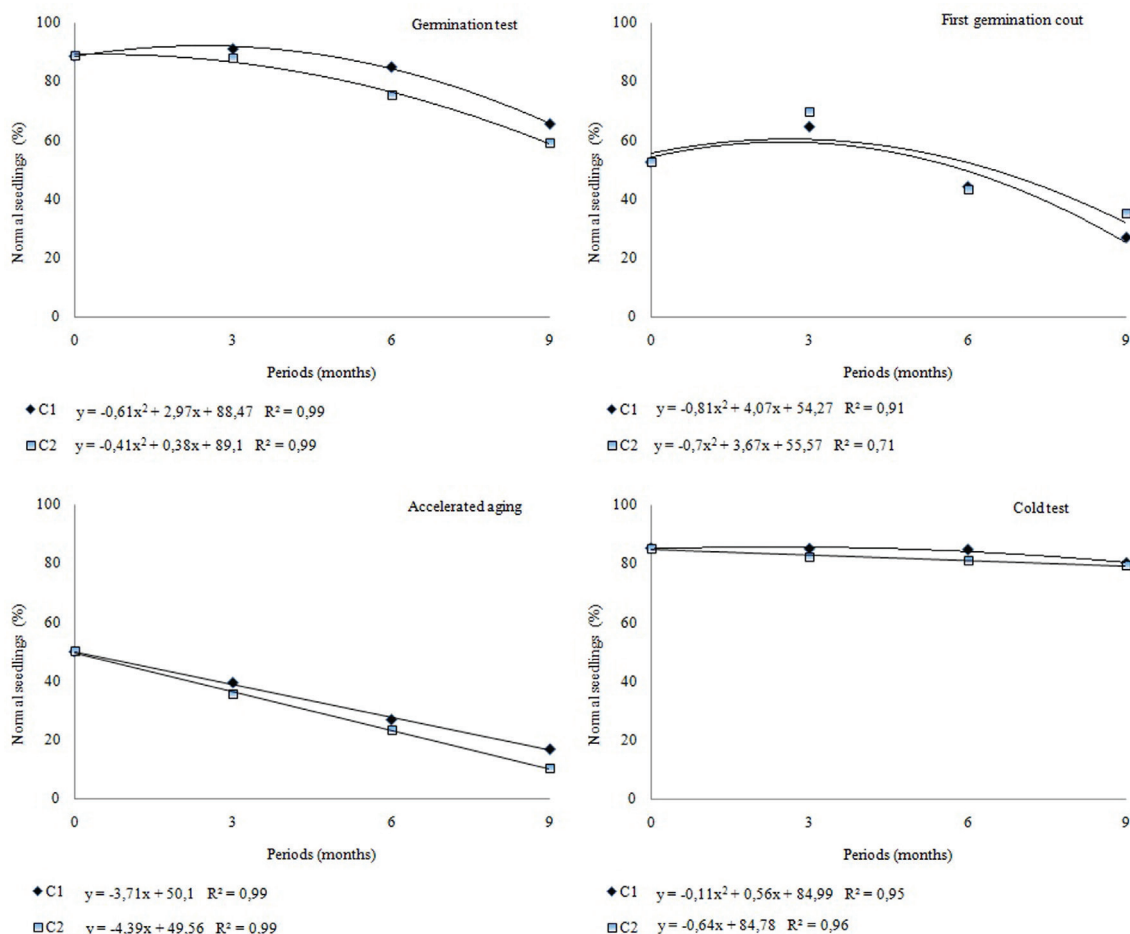 Germination test
100
80
60
40
20
0
Normal seedlings (%)
0 3 6 9
Periods (months)
C1 y = -0,61x² + 2,97x + 88,47 R² = 0,99
C2 y = -0,41x² + 0,38x + 89,1 R² = 0,99
First germination cout
100
80
60
40
20
0
Normal seedlings (%)
0 3 6 9
Periods (months)
C1 y = -0,81x² + 4,07x + 54,27 R² = 0,91
C2 y = -0,7x² + 3,67x + 55,57 R² = 0,71
Accelerated aging
100
80
60
40
20
0
Normal seedlings (%)
0 3 6 9
Periods (months)
C1 y = -3,71x + 50,1 R² = 0,99
C2 y = -4,39x + 49,56 R² = 0,99
Cold test
100
80
60
40
20
0
Normal seedlings (%)
0 3 6 9
Periods (months)
C1 y = -0,11x² + 0,56x + 84,99 R² = 0,95
C2 y = -0,64x + 84,78 R² = 0,96